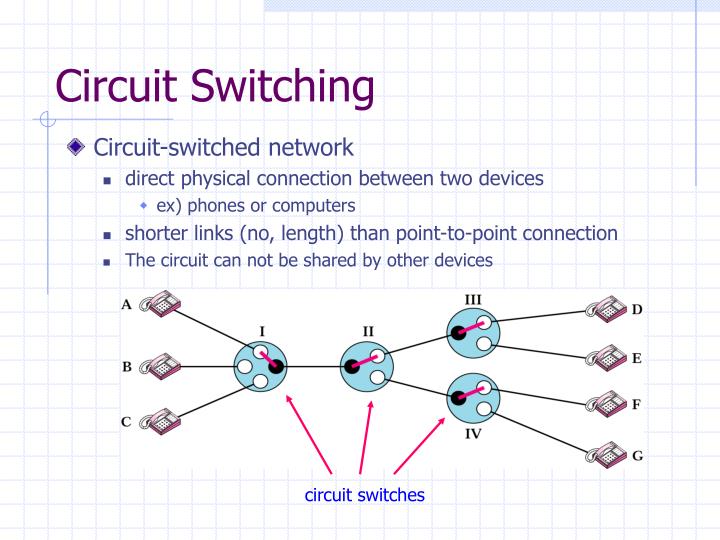 Circuit Switching
Circuit-switched network
direct physical connection between two devices
ex) phones or computers
shorter links (no, length) than point-to-point connection
The circuit can not be shared by other devices
A
B
C
I
II
III
IV
D
E
F
G
circuit switches